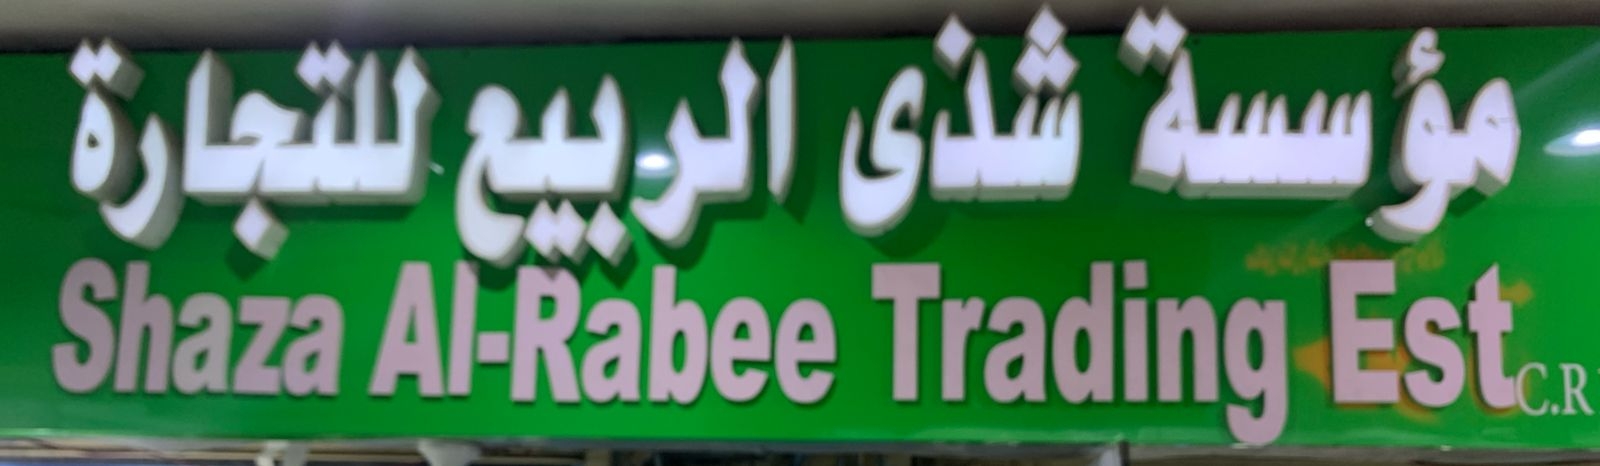 مؤسسة شذى الربيع للتجارة
Shaza Al-Rabee Trading Est
C.R